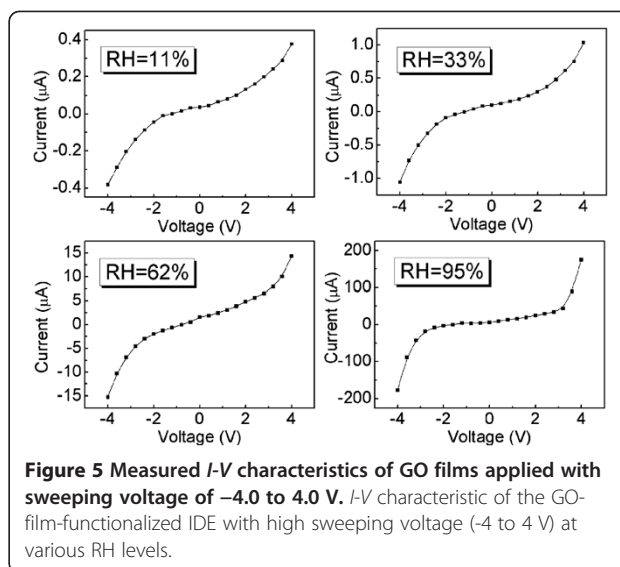 RH=11%
Current (µA)
0.4
0.2
0.0
-0.2
-0.4
-4 -2 0 2 4
Voltage (V)
RH=33%
Current (µA)
1.0
0.5
0.0
-0.5
-1.0
-4 -2 0 2 4
Voltage (V)
RH=62%
Current (µA)
15
10
5
0
-5
-10
-15
-4 -2 0 2 4
Voltage (V)
RH=95%
Current (µA)
200
100
0
-100
-200
-4 -2 0 2 4
Voltage (V)
Figure 5 Measured I-V characteristics of GO films applied with
sweeping voltage of −4.0 to 4.0 V. I-V characteristic of the GO-
film-functionalized IDE with high sweeping voltage (-4 to 4 V) at
various RH levels.